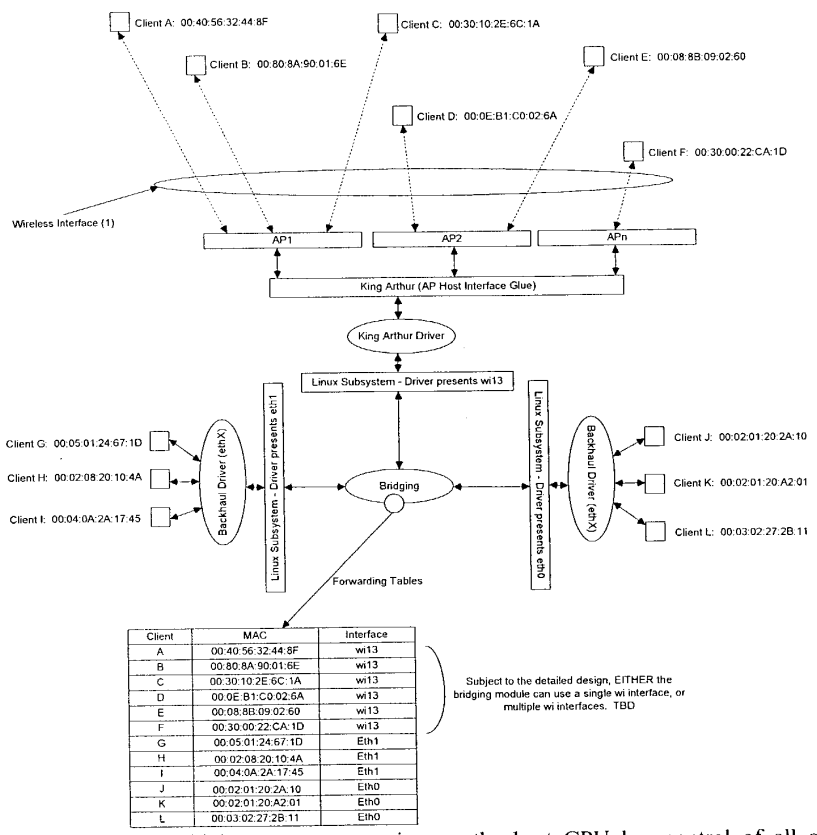 Client A: 00:40:56:32:44:8F
Client C: 00:30:10:2E:6C:1A
Client B: 00:80:8A:90:01:6E
Client E: 00:08:8B:09:02:60
Client D: 00:0E:B1:C0:02:6A
Client F: 00:30:00:22:CA:1D
Wireless Interface (1)
AP1
AP2
APn
King Arthur (AP Host Interface Glue)
King Arthur Driver
Linux Subsystem - Driver presents wi13
Client G: 00:05:01:24:67:1D
Client H: 00:02:08:20:10:4A
Client I: 00:04:0A:2A:17:45
Backhaul Driver (ethX)
Linux Subsystem - Driver presents eth1
Bridging
Linux Subsystem - Driver presents eth0
Backhaul Driver (ethX)
Client J: 00:02:01:20:2A:10
Client K: 00:02:01:20:A2:01
Client L: 00:03:02:27:2B:11
Forwarding Tables
Client MAC Interface
A 00:40:56:32:44:8F wi13
B 00:80:8A:90:01:6E wi13
C 00:30:10:2E:6C:1A wi13
D 00:0E:B1:C0:02:6A wi13
E 00:08:8B:09:02:60 wi13
F 00:30:00:22:CA:1D wi13
G 00:05:01:24:67:1D Eth1
H 00:02:08:20:10:4A Eth1
I 00:04:0A:2A:17:45 Eth1
J 00:02:01:20:2A:10 Eth0
K 00:02:01:20:A2:01 Eth0
L 00:03:02:27:2B:11 Eth0
Subject to the detailed design, EITHER the
bridging module can use a single wi interface, or
multiple wi interfaces. TBD
the host CPU has control of all